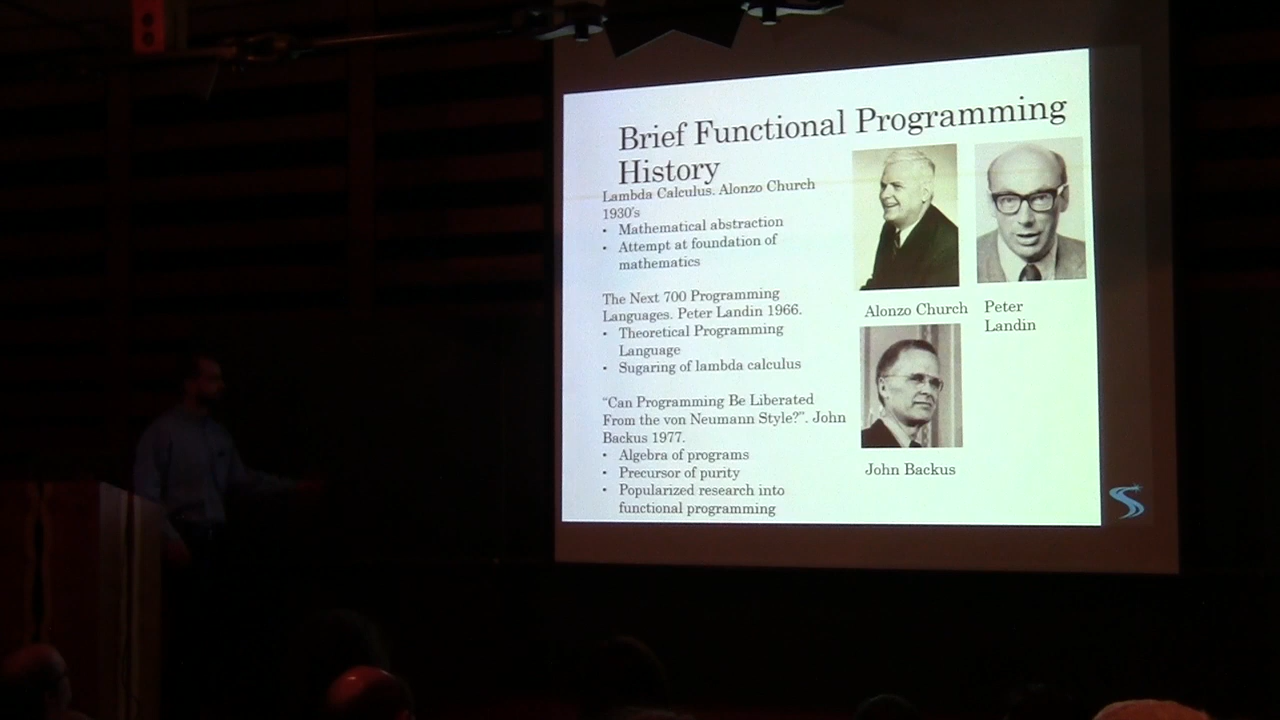 Brief Functional Programming
History
Lambda Calculus. Alonzo Church
1930's
• Mathematical abstraction
• Attempt at foundation of
mathematics
The Next 700 Programming
Languages. Peter Landin 1966.
• Theoretical Programming
Language
• Sugaring of lambda calculus
“Can Programming Be Liberated
From the von Neumann Style?”. John
Backus 1977.
• Algebra of programs
• Precursor of purity
• Popularized research into
functional programming
Alonzo Church
Peter
Landin
John Backus